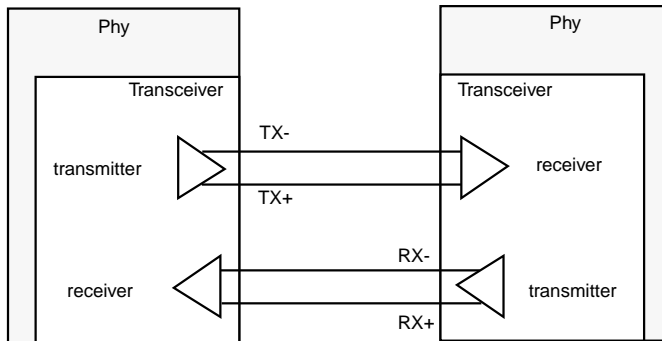 Phy
Phy
Transceiver
Transceiver
TX-
transmitter
receiver
TX+
RX-
receiver
transmitter
RX+